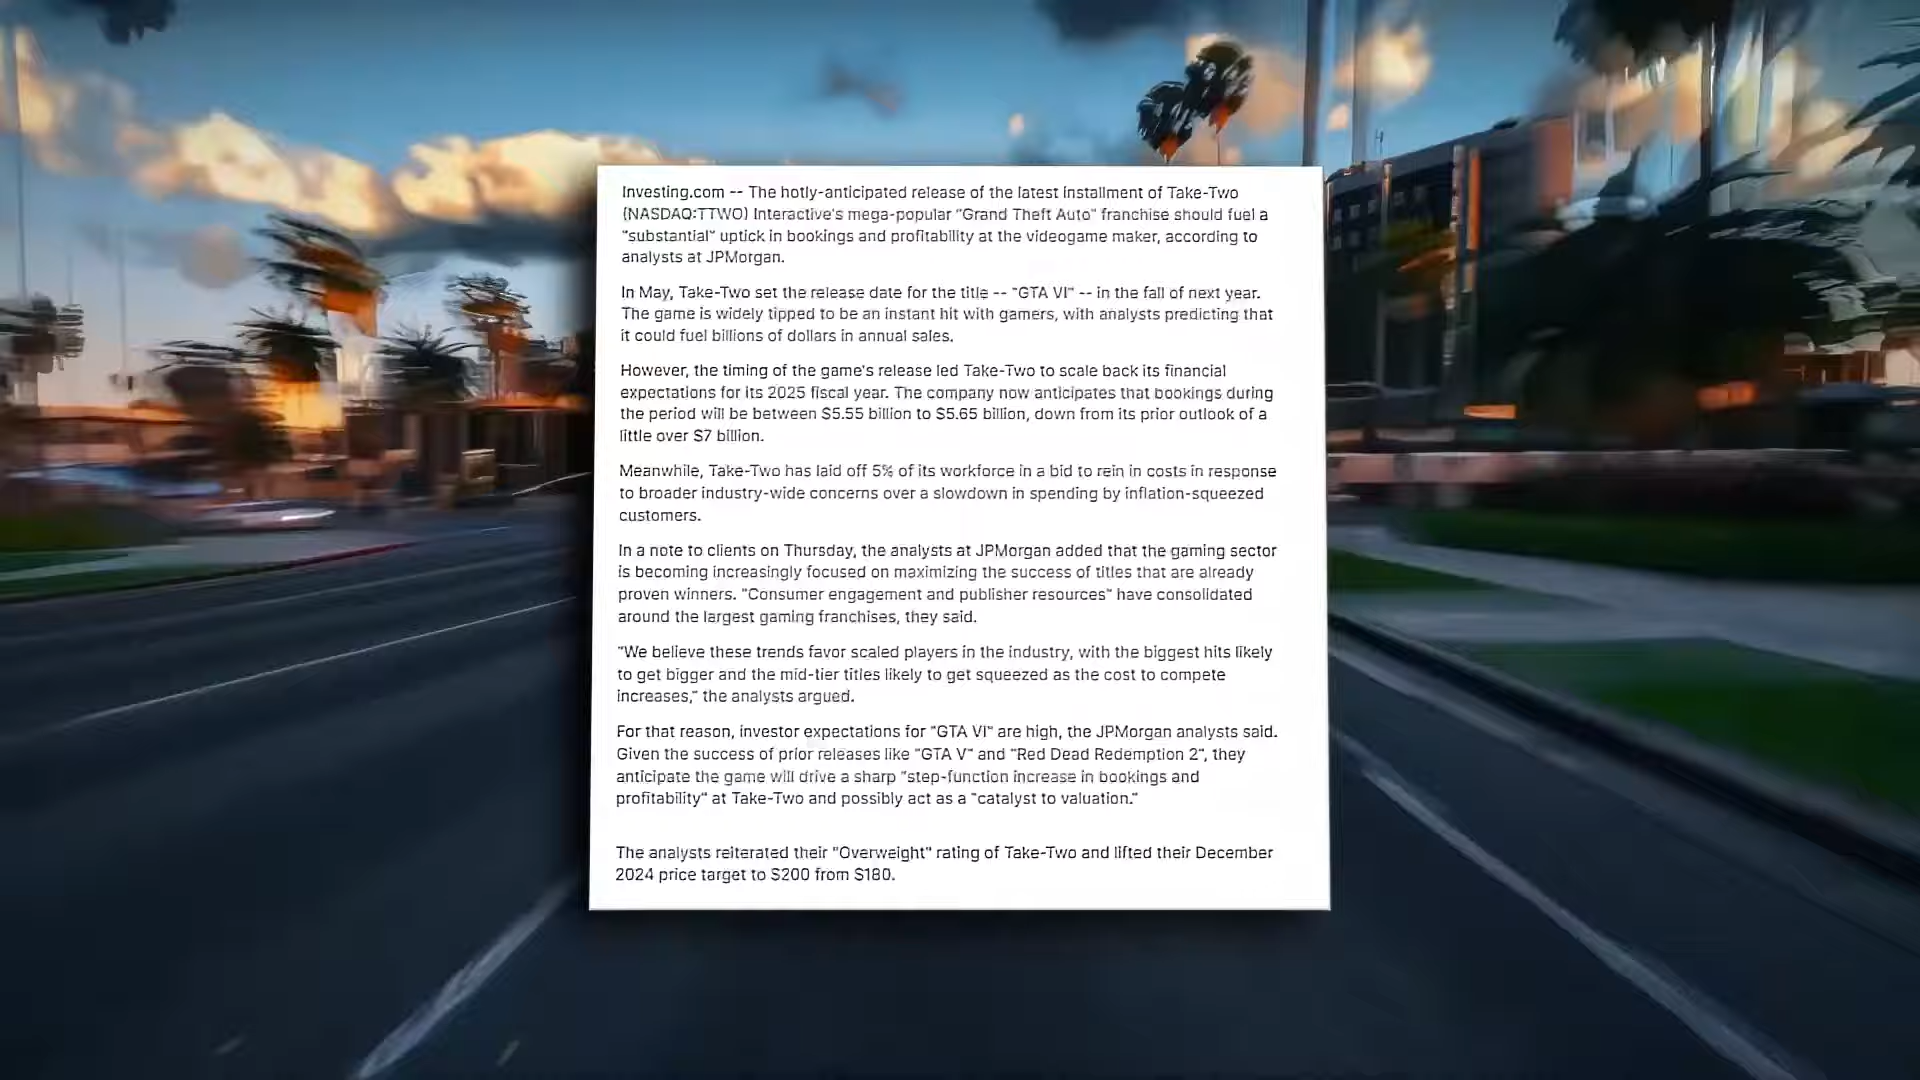 Investing.com -- The hotly-anticipated release of the latest installment of Take-Two
(NASDAQ:TTWO) Interactive's mega-popular "Grand Theft Auto" franchise should fuel a
"substantial" uptick in bookings and profitability at the videogame maker, according to
analysts at JPMorgan.
In May, Take-Two set the release date for the title -- "GTA VI" -- in the fall of next year.
The game is widely tipped to be an instant hit with gamers, with analysts predicting that
it could fuel billions of dollars in annual sales.
However, the timing of the game's release led Take-Two to scale back its financial
expectations for its 2025 fiscal year. The company now anticipates that bookings during
the period will be between $5.55 billion to $5.65 billion, down from its prior outlook of a
little over $7 billion.
Meanwhile, Take-Two has laid off 5% of its workforce in a bid to rein in costs in response
to broader industry-wide concerns over a slowdown in spending by inflation-squeezed
customers.
In a note to clients on Thursday, the analysts at JPMorgan added that the gaming sector
is becoming increasingly focused on maximizing the success of titles that are already
proven winners. "Consumer engagement and publisher resources" have consolidated
around the largest gaming franchises, they said.
"We believe these trends favor scaled players in the industry, with the biggest hits likely
to get bigger and the mid-tier titles likely to get squeezed as the cost to compete
increases," the analysts argued.
For that reason, investor expectations for "GTA VI" are high, the JPMorgan analysts said.
Given the success of prior releases like "GTA V" and "Red Dead Redemption 2", they
anticipate the game will drive a sharp "step-function increase in bookings and
profitability" at Take-Two and possibly act as a "catalyst to valuation."
The analysts reiterated their "Overweight" rating of Take-Two and lifted their December
2024 price target to $200 from $180.